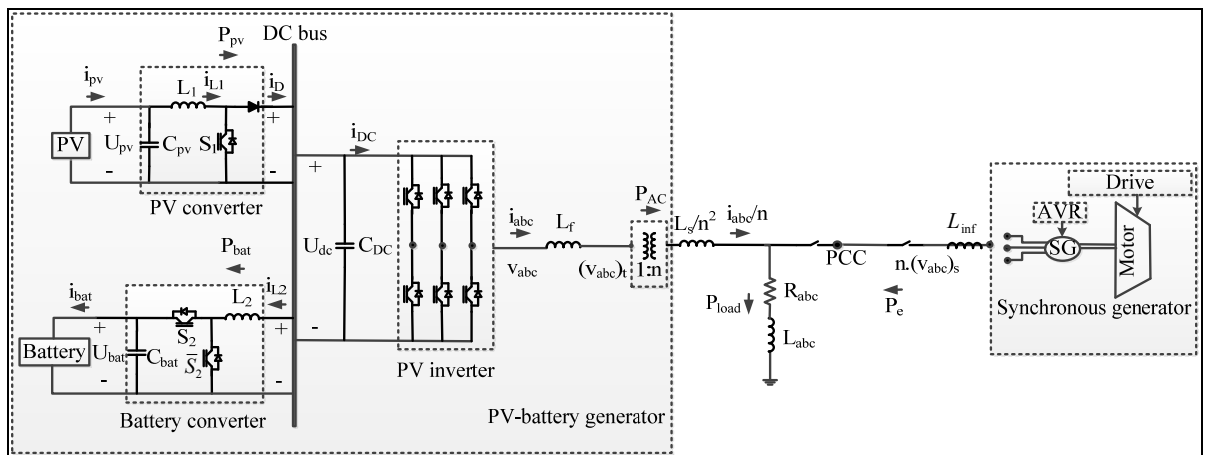 DC bus
P_pv
i_pv
L_1
i_L1
i_D
+
+
PV
U_pv
C_pv
S_1
-
-
PV converter
P_bat
i_bat
L_2
i_L2
+
+
Battery
U_bat
C_bat
S_2
S̅_2
-
-
Battery converter
i_DC
+
U_dc
C_DC
-
PV inverter
i_abc
L_f
v_abc
(v_abc)_t
P_AC
1:n
PV-battery generator
L_s/n^2
i_abc/n
PCC
n.(v_abc)_s
P_load
R_abc
L_abc
P_e
L_inf
Drive
AVR
SG
Motor
Synchronous generator